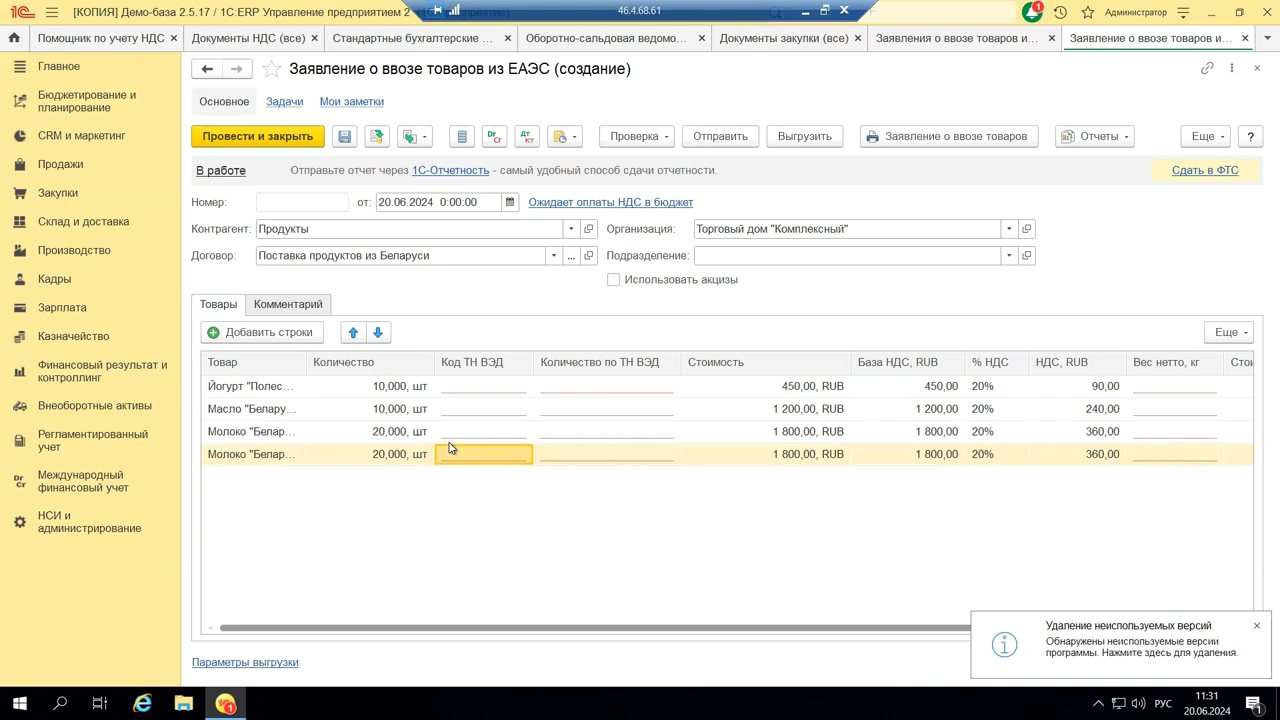 [КОПИЯ] Демо-база 2.5.17 / 1С:ERP Управление предприятием 2
46.4.68.61
Администратор
Помощник по учету НДС
Документы НДС (все)
Стандартные бухгалтерские ...
Оборотно-сальдовая ведомо...
Документы закупки (все)
Заявления о ввозе товаров и...
Заявление о ввозе товаров и...
Главное
Бюджетирование и
планирование
CRM и маркетинг
Продажи
Закупки
Склад и доставка
Производство
Кадры
Зарплата
Казначейство
Финансовый результат и
контроллинг
Внеоборотные активы
Регламентированный
учет
Международный
финансовый учет
НСИ и
администрирование
Заявление о ввозе товаров из ЕАЭС (создание)
Основное Задачи Мои заметки
Провести и закрыть Проверка Отправить Выгрузить Заявление о ввозе товаров Отчеты Еще ?
В работе Отправьте отчет через 1С-Отчетность - самый удобный способ сдачи отчетности. Сдать в ФТС
Номер: от: 20.06.2024 0:00:00 Ожидает оплаты НДС в бюджет
Контрагент: Продукты Организация: Торговый дом "Комплексный"
Договор: Поставка продуктов из Беларуси ... Подразделение:
Использовать акцизы
Товары Комментарий
Добавить строки Еще
Товар Количество Код ТН ВЭД Количество по ТН ВЭД Стоимость База НДС, RUB % НДС НДС, RUB Вес нетто, кг Стои
Йогурт "Полес... 10,000, шт 450,00, RUB 450,00 20% 90,00
Масло "Белару... 10,000, шт 1 200,00, RUB 1 200,00 20% 240,00
Молоко "Белар... 20,000, шт 1 800,00, RUB 1 800,00 20% 360,00
Молоко "Белар... 20,000, шт 1 800,00, RUB 1 800,00 20% 360,00
Параметры выгрузки
Удаление неиспользуемых версий
Обнаружены неиспользуемые версии
программы. Нажмите здесь для удаления.
РУС
11:31
20.06.2024